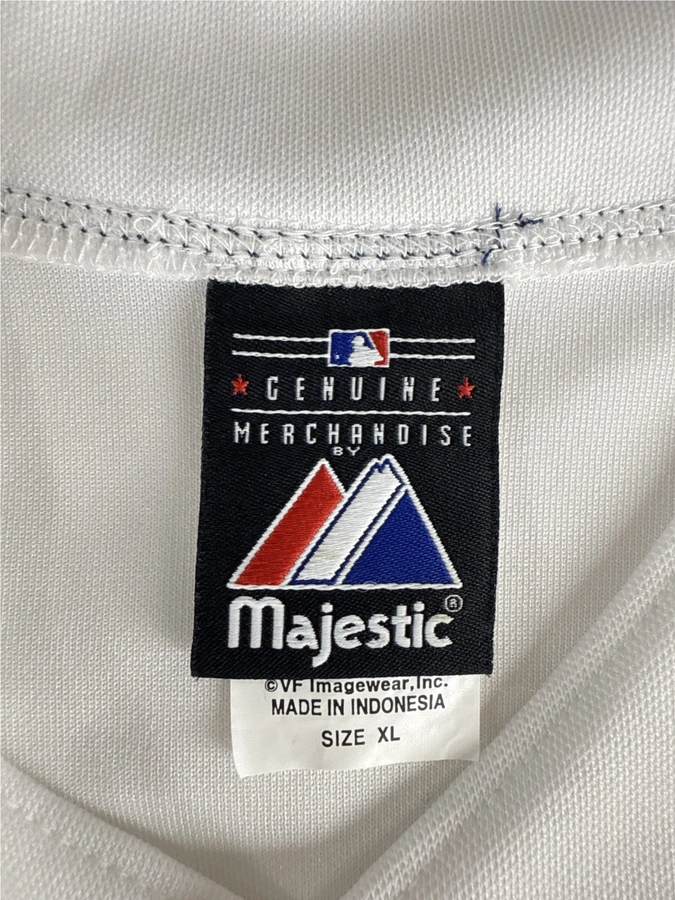 GENUINE
MERCHANDISE
BY
Majestic®
©VF Imagewear,Inc.
MADE IN INDONESIA
SIZE XL